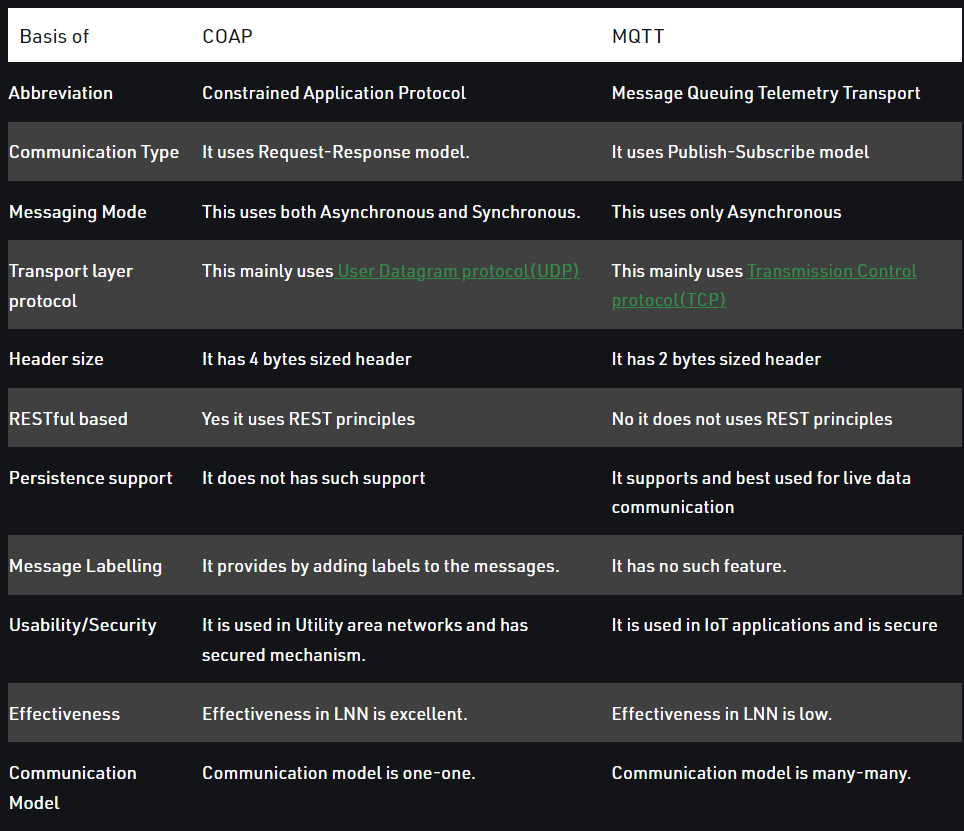 Basis of COAP MQTT
Abbreviation Constrained Application Protocol Message Queuing Telemetry Transport
Communication Type It uses Request-Response model. It uses Publish-Subscribe model
Messaging Mode This uses both Asynchronous and Synchronous. This uses only Asynchronous
Transport layer This mainly uses User Datagram protocol(UDP) This mainly uses Transmission Control
protocol protocol(TCP)
Header size It has 4 bytes sized header It has 2 bytes sized header
RESTful based Yes it uses REST principles No it does not uses REST principles
Persistence support It does not has such support It supports and best used for live data
communication
Message Labelling It provides by adding labels to the messages. It has no such feature.
Usability/Security It is used in Utility area networks and has It is used in IoT applications and is secure
secured mechanism.
Effectiveness Effectiveness in LNN is excellent. Effectiveness in LNN is low.
Communication Communication model is one-one. Communication model is many-many.
Model